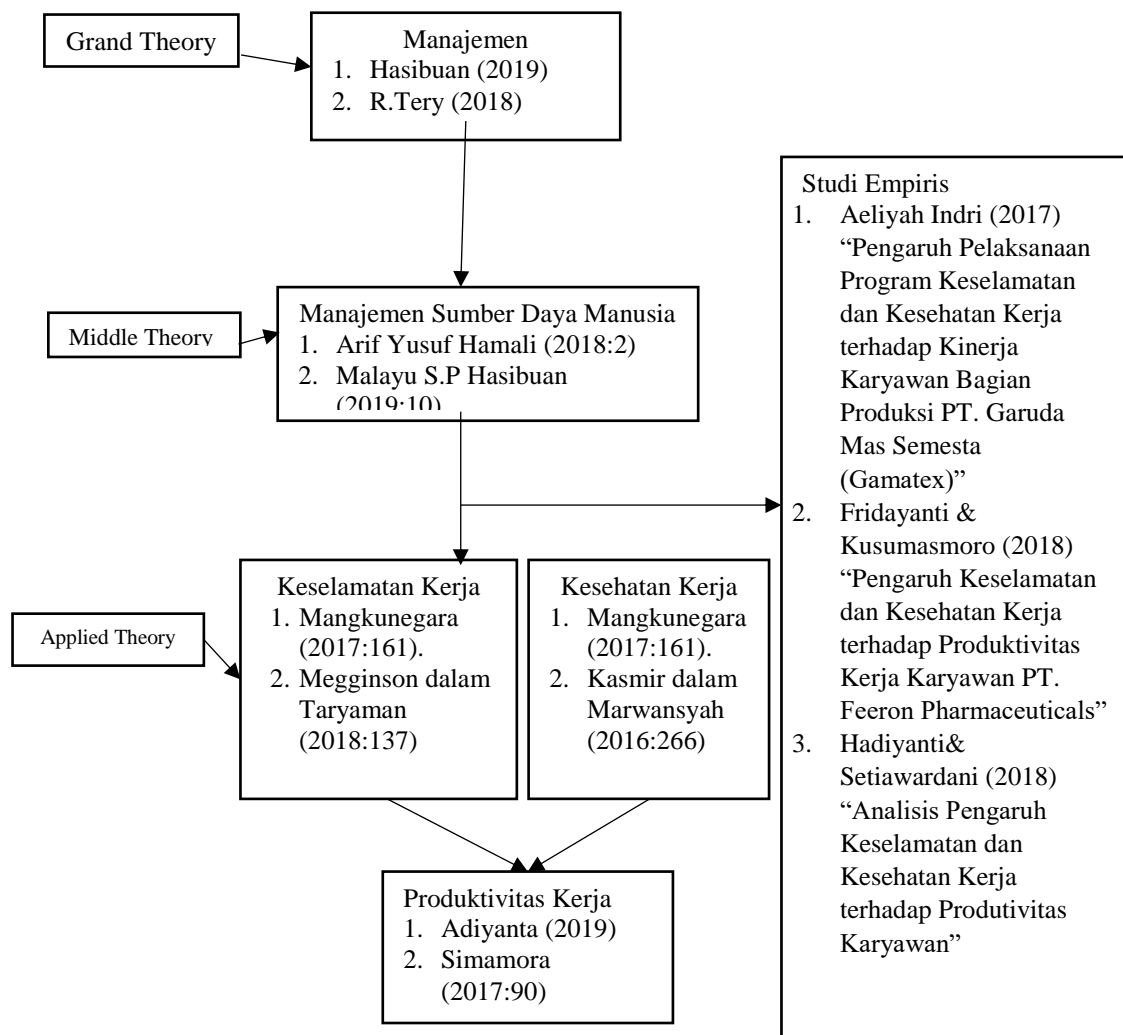 Grand Theory
Manajemen
1. Hasibuan (2019)
2. R.Tery (2018)
Middle Theory
Manajemen Sumber Daya Manusia
1. Arif Yusuf Hamali (2018:2)
2. Malayu S.P Hasibuan
(2019:10)
Applied Theory
Keselamatan Kerja
1. Mangkunegara
(2017:161).
2. Megginson dalam
Taryaman
(2018:137)
Kesehatan Kerja
1. Mangkunegara
(2017:161).
2. Kasmir dalam
Marwansyah
(2016:266)
Produktivitas Kerja
1. Adiyanta (2019)
2. Simamora
(2017:90)
Studi Empiris
1. Aeliyah Indri (2017)
“Pengaruh Pelaksanaan
Program Keselamatan
dan Kesehatan Kerja
terhadap Kinerja
Karyawan Bagian
Produksi PT. Garuda
Mas Semesta
(Gamatex)”
2. Fridayanti &
Kusumasmoro (2018)
“Pengaruh Keselamatan
dan Kesehatan Kerja
terhadap Produktivitas
Kerja Karyawan PT.
Feeron Pharmaceuticals”
3. Hadiyanti&
Setiawardani (2018)
“Analisis Pengaruh
Keselamatan dan
Kesehatan Kerja
terhadap Produtivitas
Karyawan”